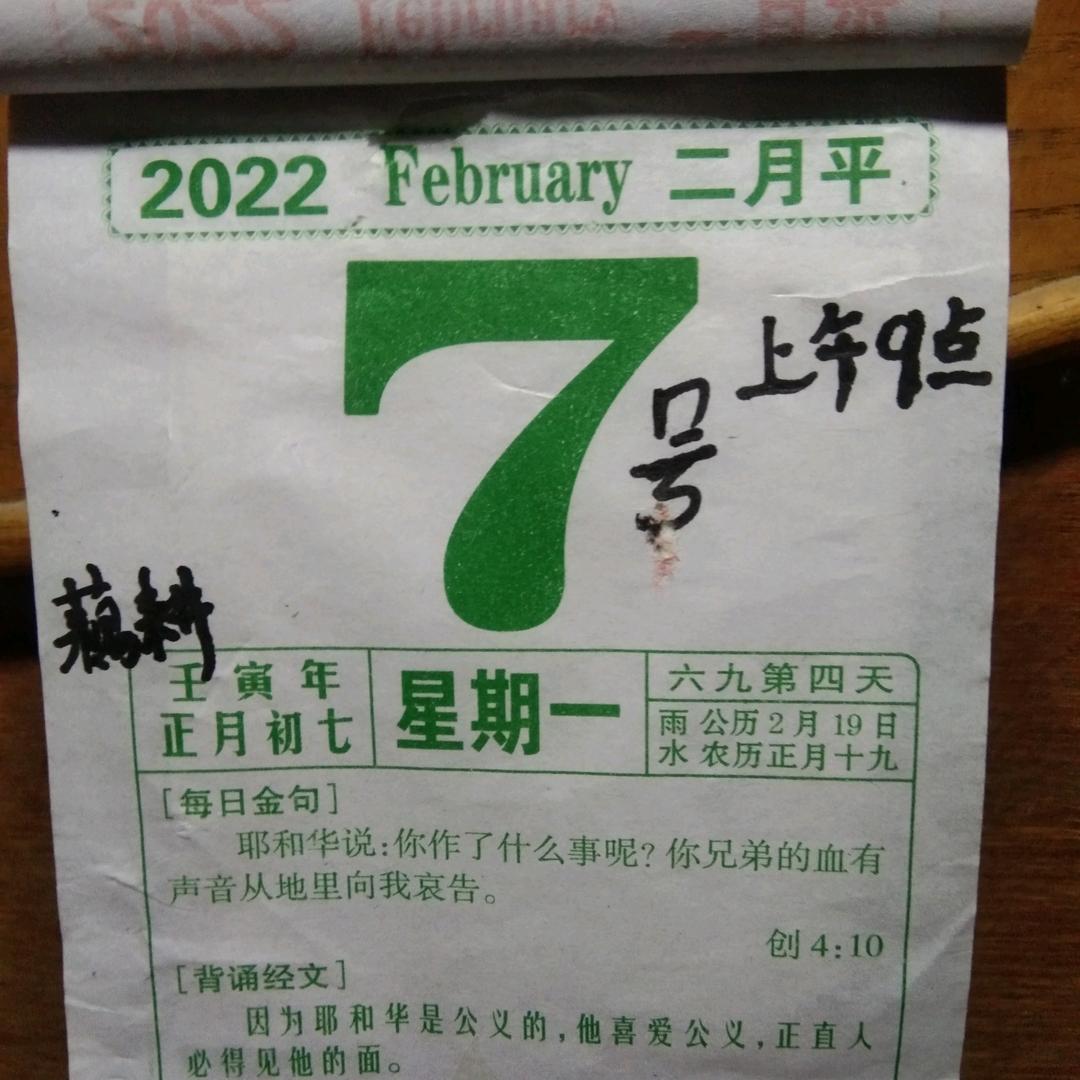 2022 February 二月平
7
上午9点
号
藕耕
壬寅年
正月初七
星期一
六九第四天
雨 公历2月19日
水 农历正月十九
[每日金句]
耶和华说:你作了什么事呢?你兄弟的血有
声音从地里向我哀告。
创4:10
[背诵经文]
因为耶和华是公义的,他喜爱公义,正直人
必得见他的面。